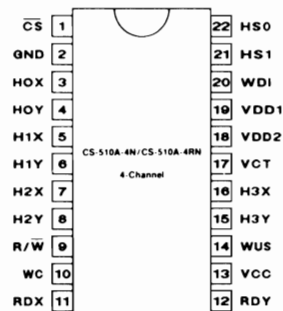 C̅S̅ 1 22 HS0
GND 2 21 HS1
HOX 3 20 WDI
HOY 4 19 VDD1
H1X 5 18 VDD2
CS-510A-4N/CS-510A-4RN
H1Y 6 17 VCT
4-Channel
H2X 7 16 H3X
H2Y 8 15 H3Y
R/W̅ 9 14 WUS
WC 10 13 VCC
RDX 11 12 RDY